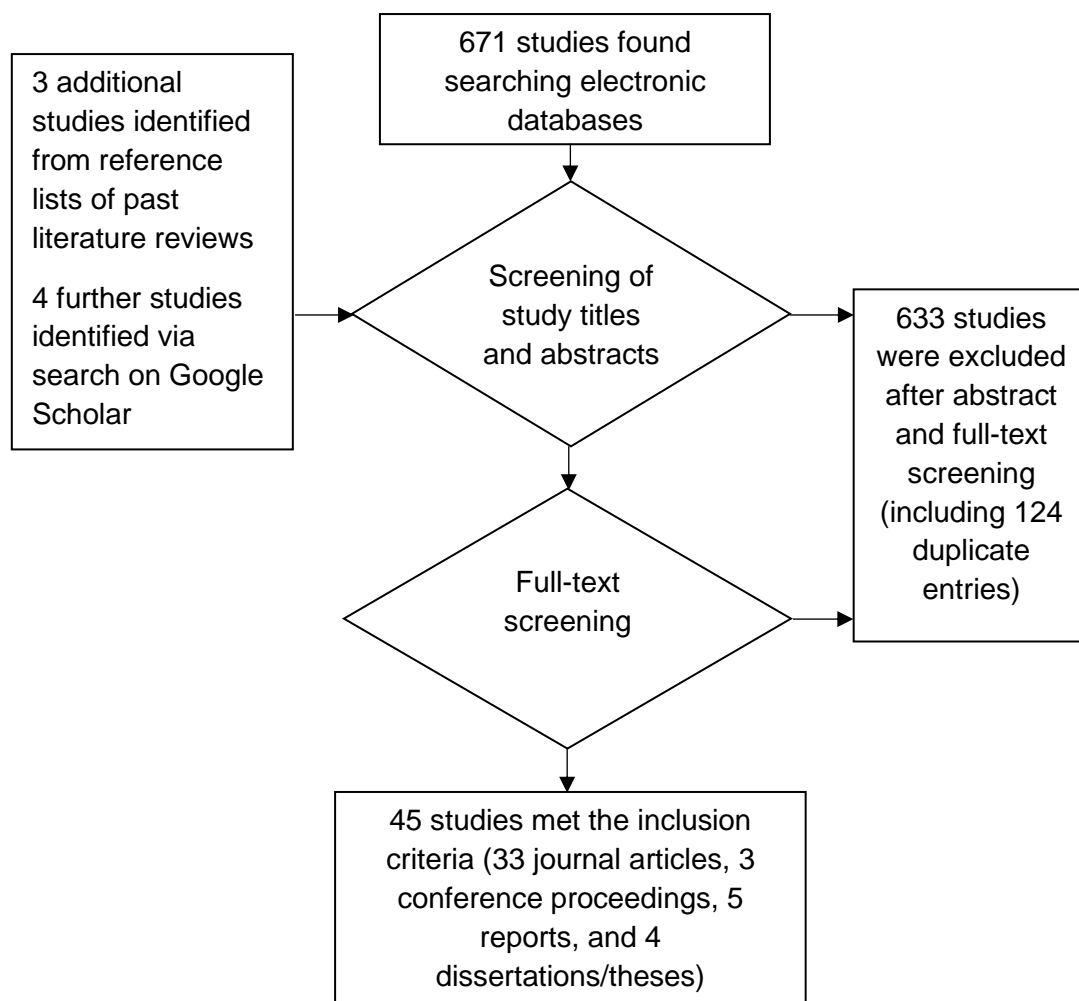 671 studies found
searching electronic
databases
3 additional
studies identified
from reference
lists of past
literature reviews
4 further studies
identified via
search on Google
Scholar
Screening of
study titles
and abstracts
633 studies
were excluded
after abstract
and full-text
screening
(including 124
duplicate
entries)
Full-text
screening
45 studies met the inclusion
criteria (33 journal articles, 3
conference proceedings, 5
reports, and 4
dissertations/theses)